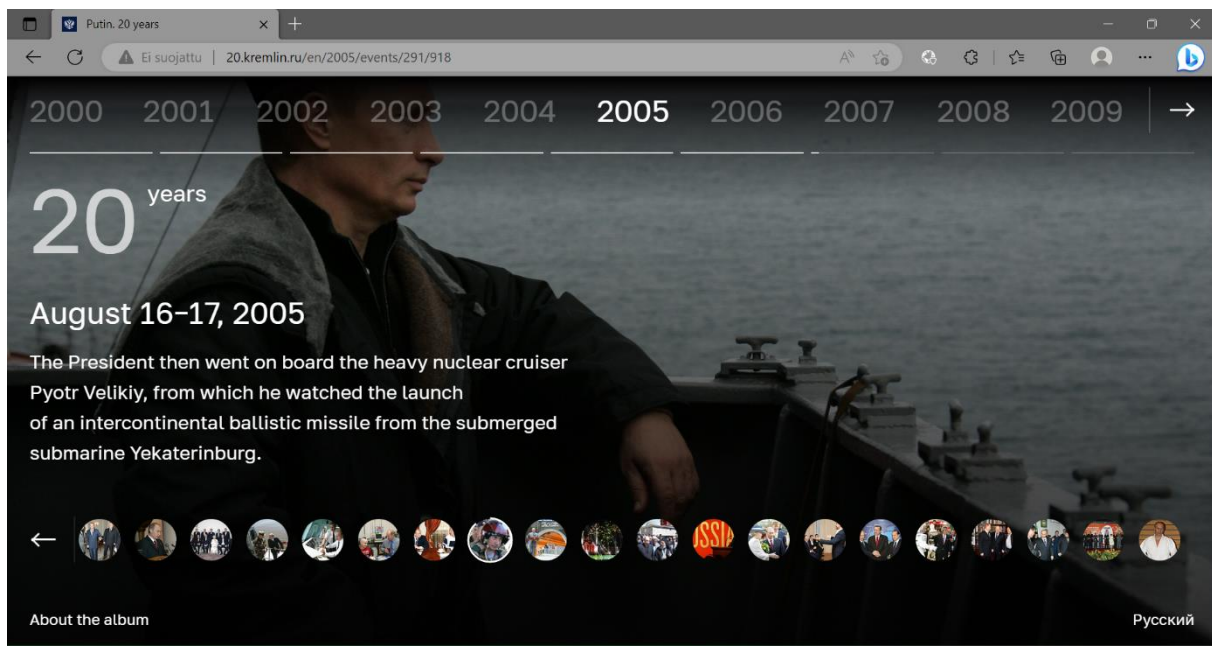 Putin. 20 years
Ei suojattu | 20.kremlin.ru/en/2005/events/291/918
2000 2001 2002 2003 2004 2005 2006 2007 2008 2009
20 years
August 16–17, 2005
The President then went on board the heavy nuclear cruiser
Pyotr Velikiy, from which he watched the launch
of an intercontinental ballistic missile from the submerged
submarine Yekaterinburg.
USSIA
About the album
Русский